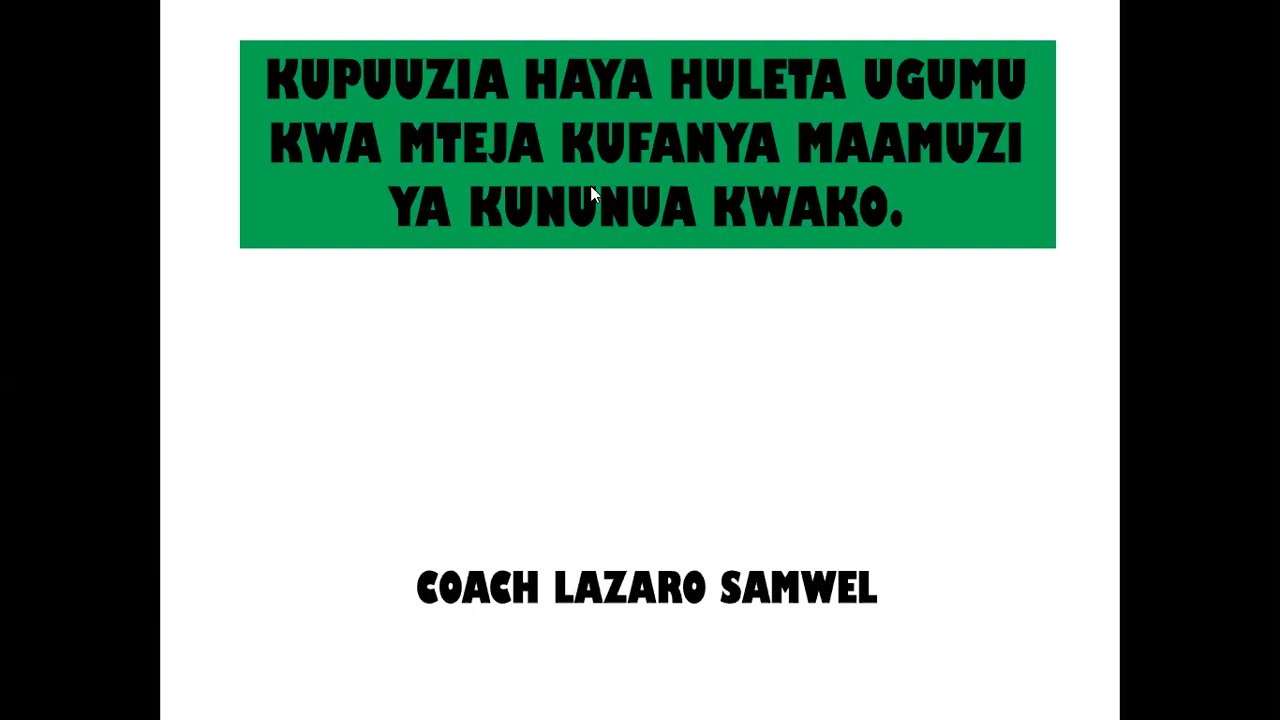 KUPUUZIA HAYA HULETA UGUMU
KWA MTEJA KUFANYA MAAMUZI
YA KUNUNUA KWAKO.
COACH LAZARO SAMWEL